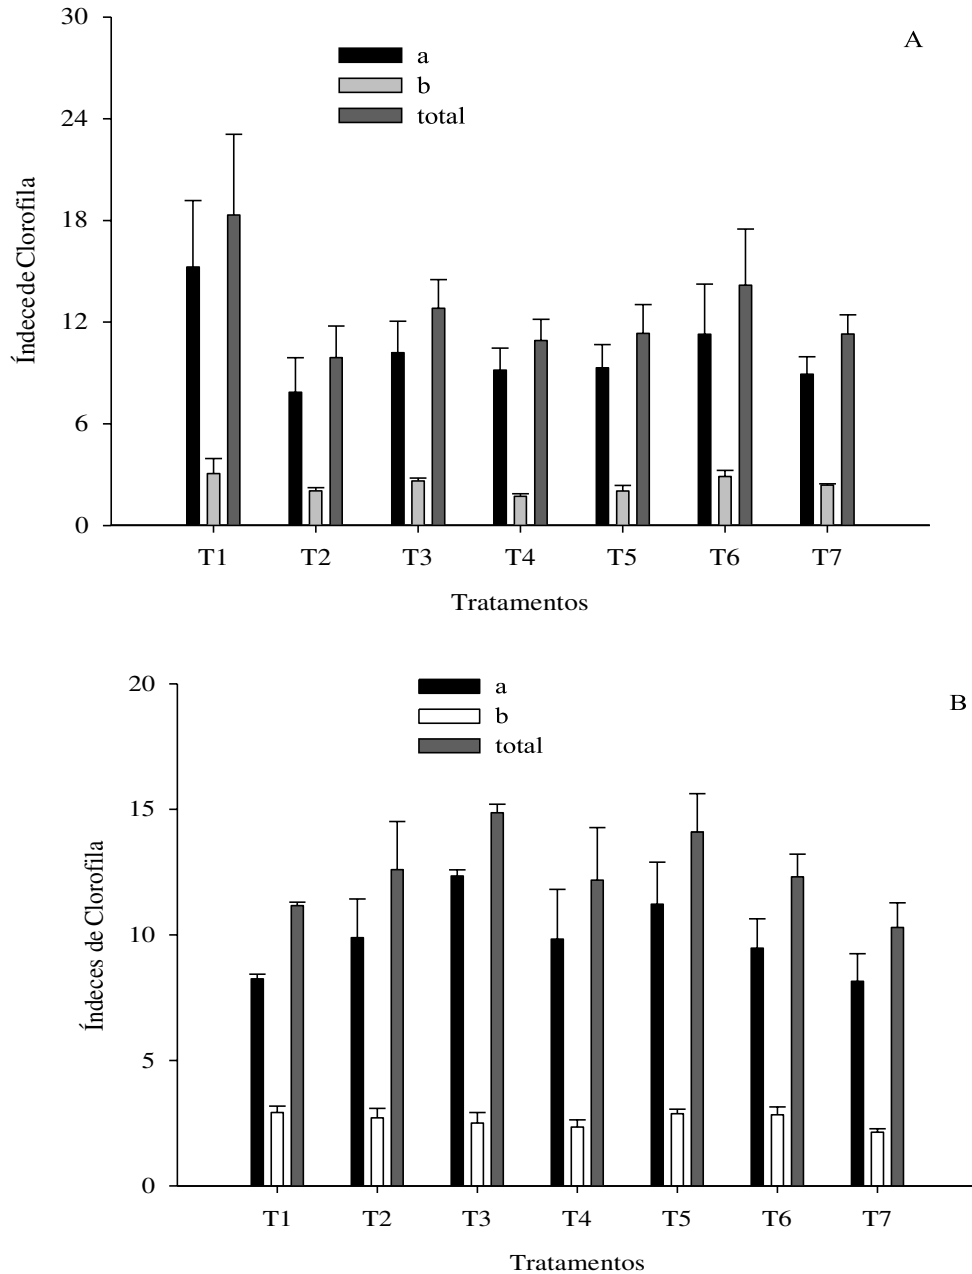 30
A
a
b
total
24
18
12
6
0
Índece de Clorofila
T1 T2 T3 T4 T5 T6 T7
Tratamentos
20
B
a
b
total
15
10
5
0
Índeces de Clorofila
T1 T2 T3 T4 T5 T6 T7
Tratamentos